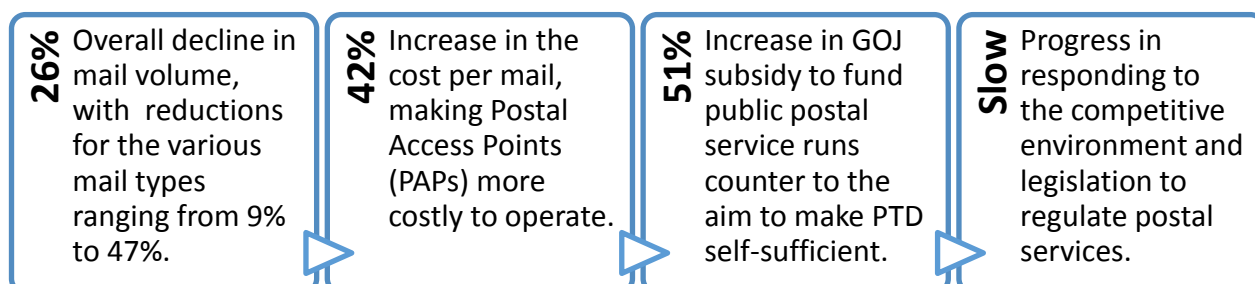 26%
Overall decline in
mail volume,
with reductions
for the various
mail types
ranging from 9%
to 47%.
42%
Increase in the
cost per mail,
making Postal
Access Points
(PAPs) more
costly to operate.
51%
Increase in GOJ
subsidy to fund
public postal
service runs
counter to the
aim to make PTD
self-sufficient.
Slow
Progress in
responding to
the competitive
environment and
legislation to
regulate postal
services.